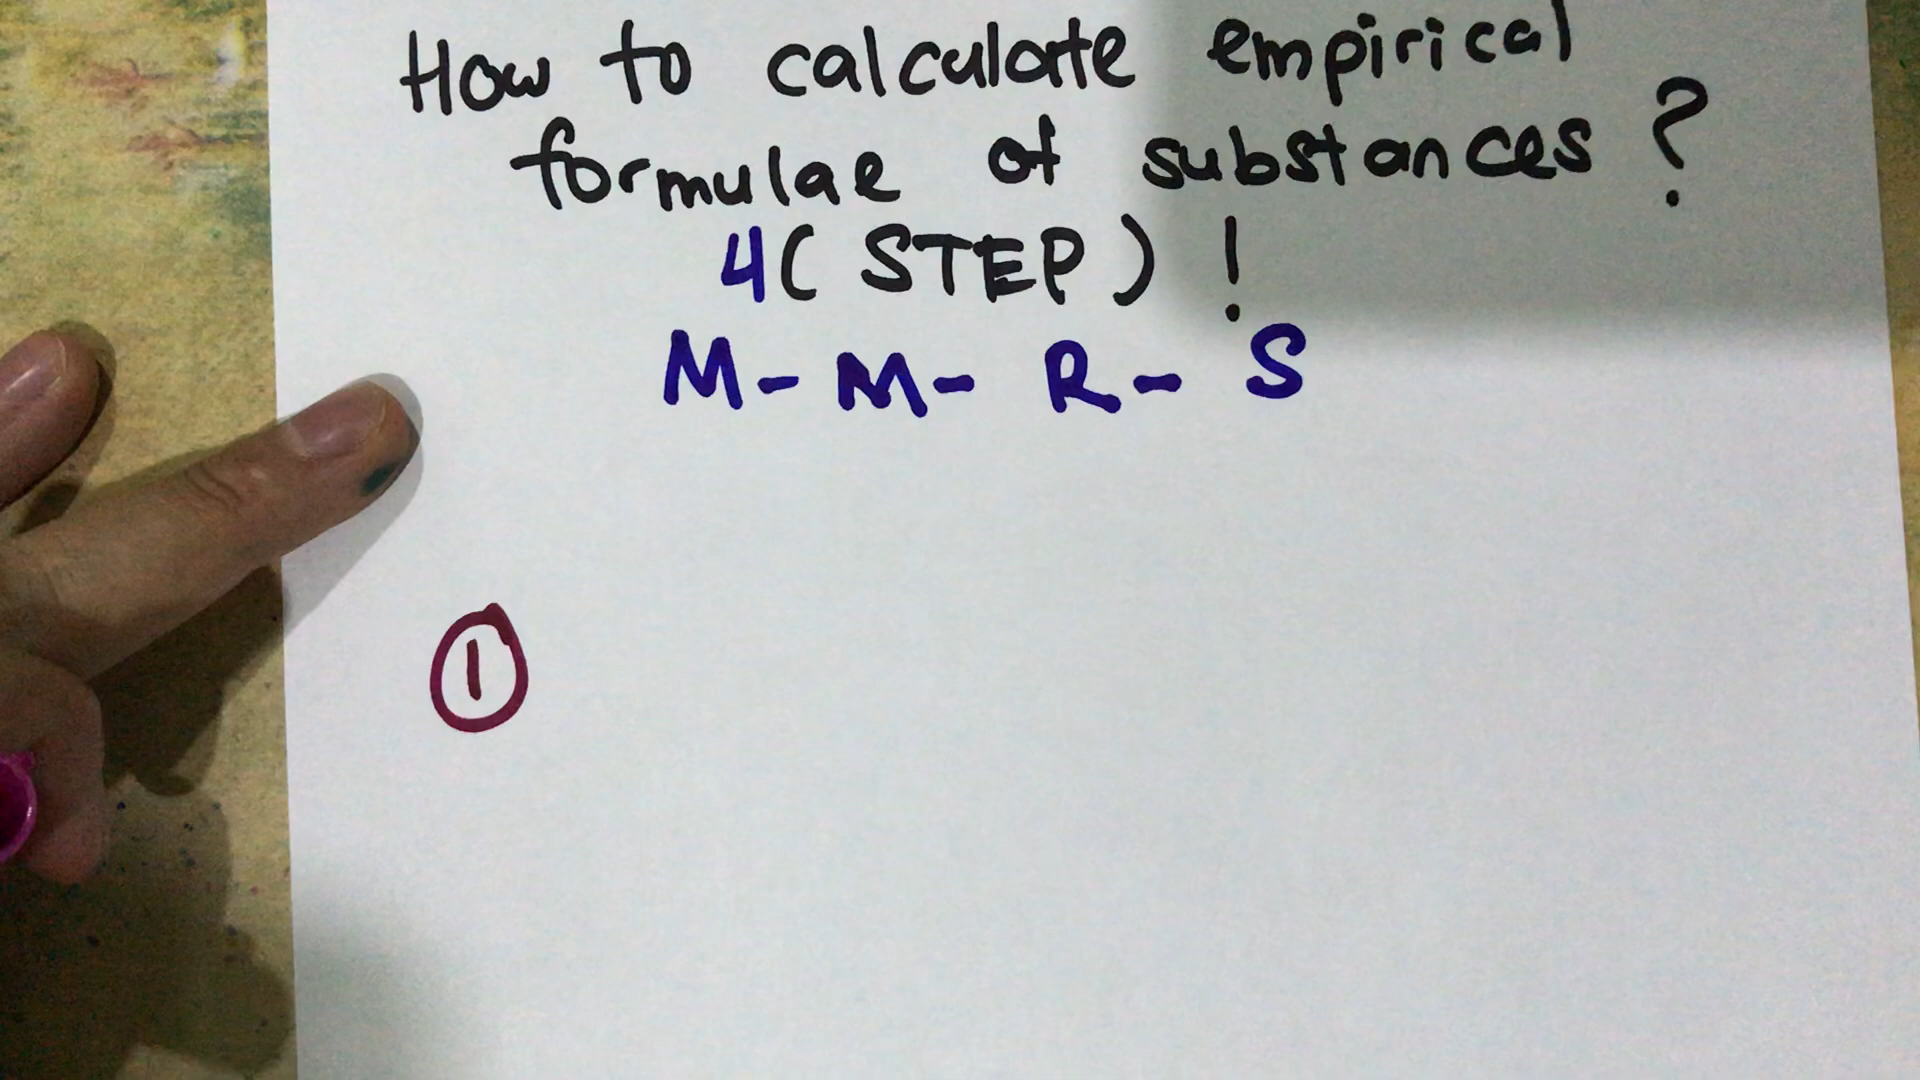 How to calculate empirical
formulae of substances ?
4( STEP ) !
M - M - R - S
1